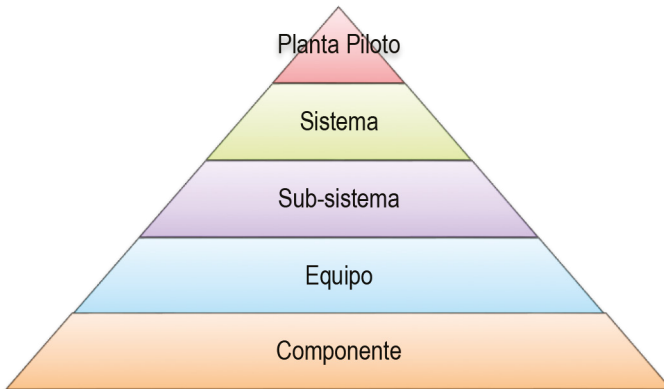 Planta Piloto
Sistema
Sub-sistema
Equipo
Componente